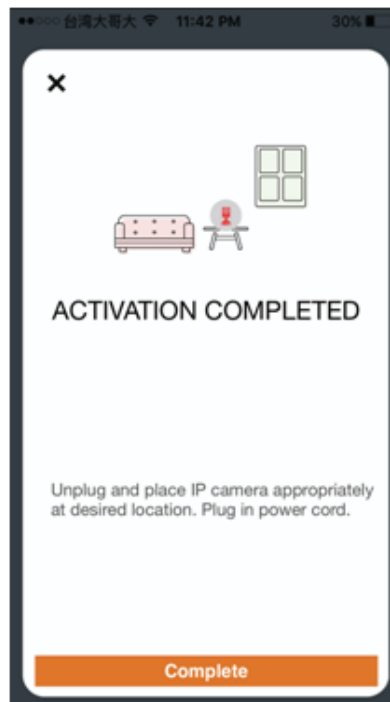 台湾大哥大 11:42 PM 30%
×
ACTIVATION COMPLETED
Unplug and place IP camera appropriately
at desired location. Plug in power cord.
Complete